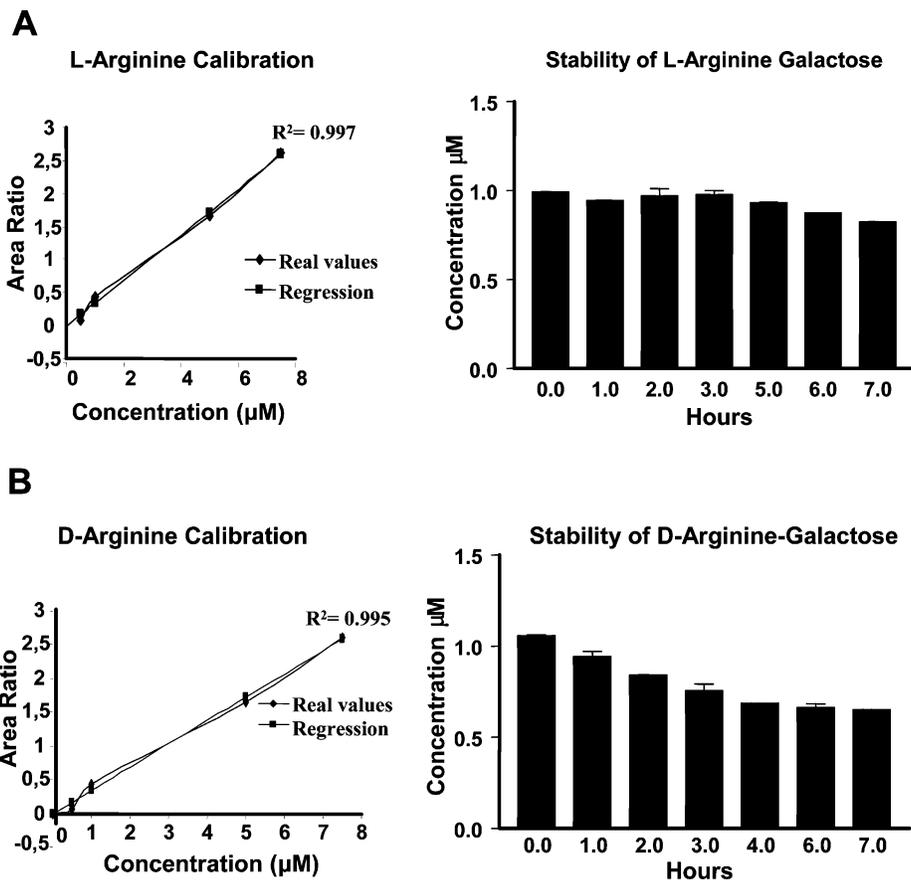 A
L-Arginine Calibration
R²= 0.997
3
2,5
2
1,5
1
0,5
0
-0,5
Area Ratio
Real values
Regression
0 2 4 6 8
Concentration (µM)
Stability of L-Arginine Galactose
1.5
1.0
0.5
0.0
Concentration µM
0.0 1.0 2.0 3.0 5.0 6.0 7.0
Hours
B
D-Arginine Calibration
R²= 0.995
3
2,5
2
1,5
1
0,5
0
-0,5
Area Ratio
Real values
Regression
0 1 2 3 4 5 6 7 8
Concentration (µM)
Stability of D-Arginine-Galactose
1.5
1.0
0.5
0.0
Concentration µM
0.0 1.0 2.0 3.0 4.0 6.0 7.0
Hours